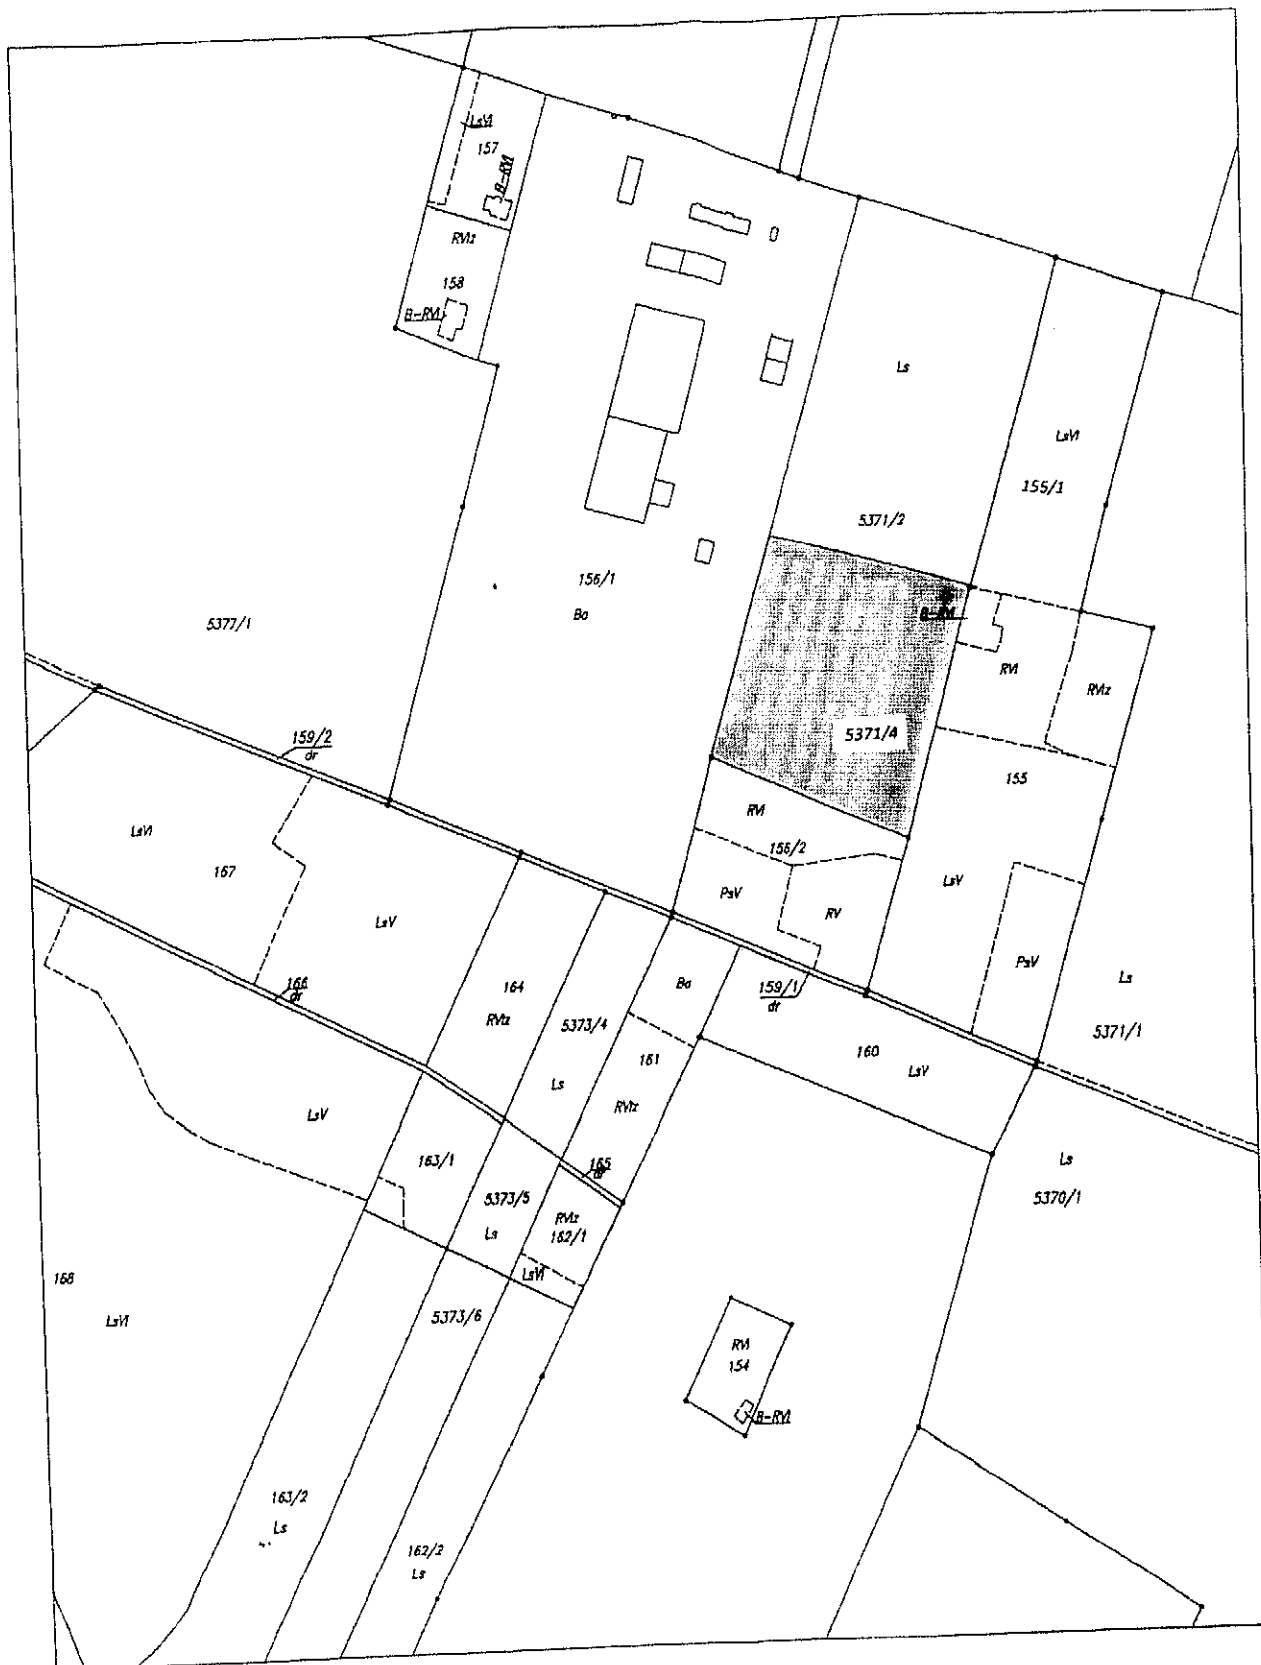 LsVI
157
B-RVI
RVIz
158
B-RVI
Ls
LsVI
155/1
5371/2
156/1
Ba
5377/1
B-RVI
RVI
RVIz
5371/4
159/2
dr
155
RVI
156/2
LsVI
167
LsV
PsV
RV
LsV
PsV
Ls
5371/1
166
dr
164
RVIz
5373/4
Ls
Ba
159/1
dr
160
LsV
161
RVIz
LsV
163/1
165
dr
5373/5
Ls
RVIz
162/1
LsVI
Ls
5370/1
168
LsVI
5373/6
RVI
154
B-RVI
163/2
Ls
162/2
Ls